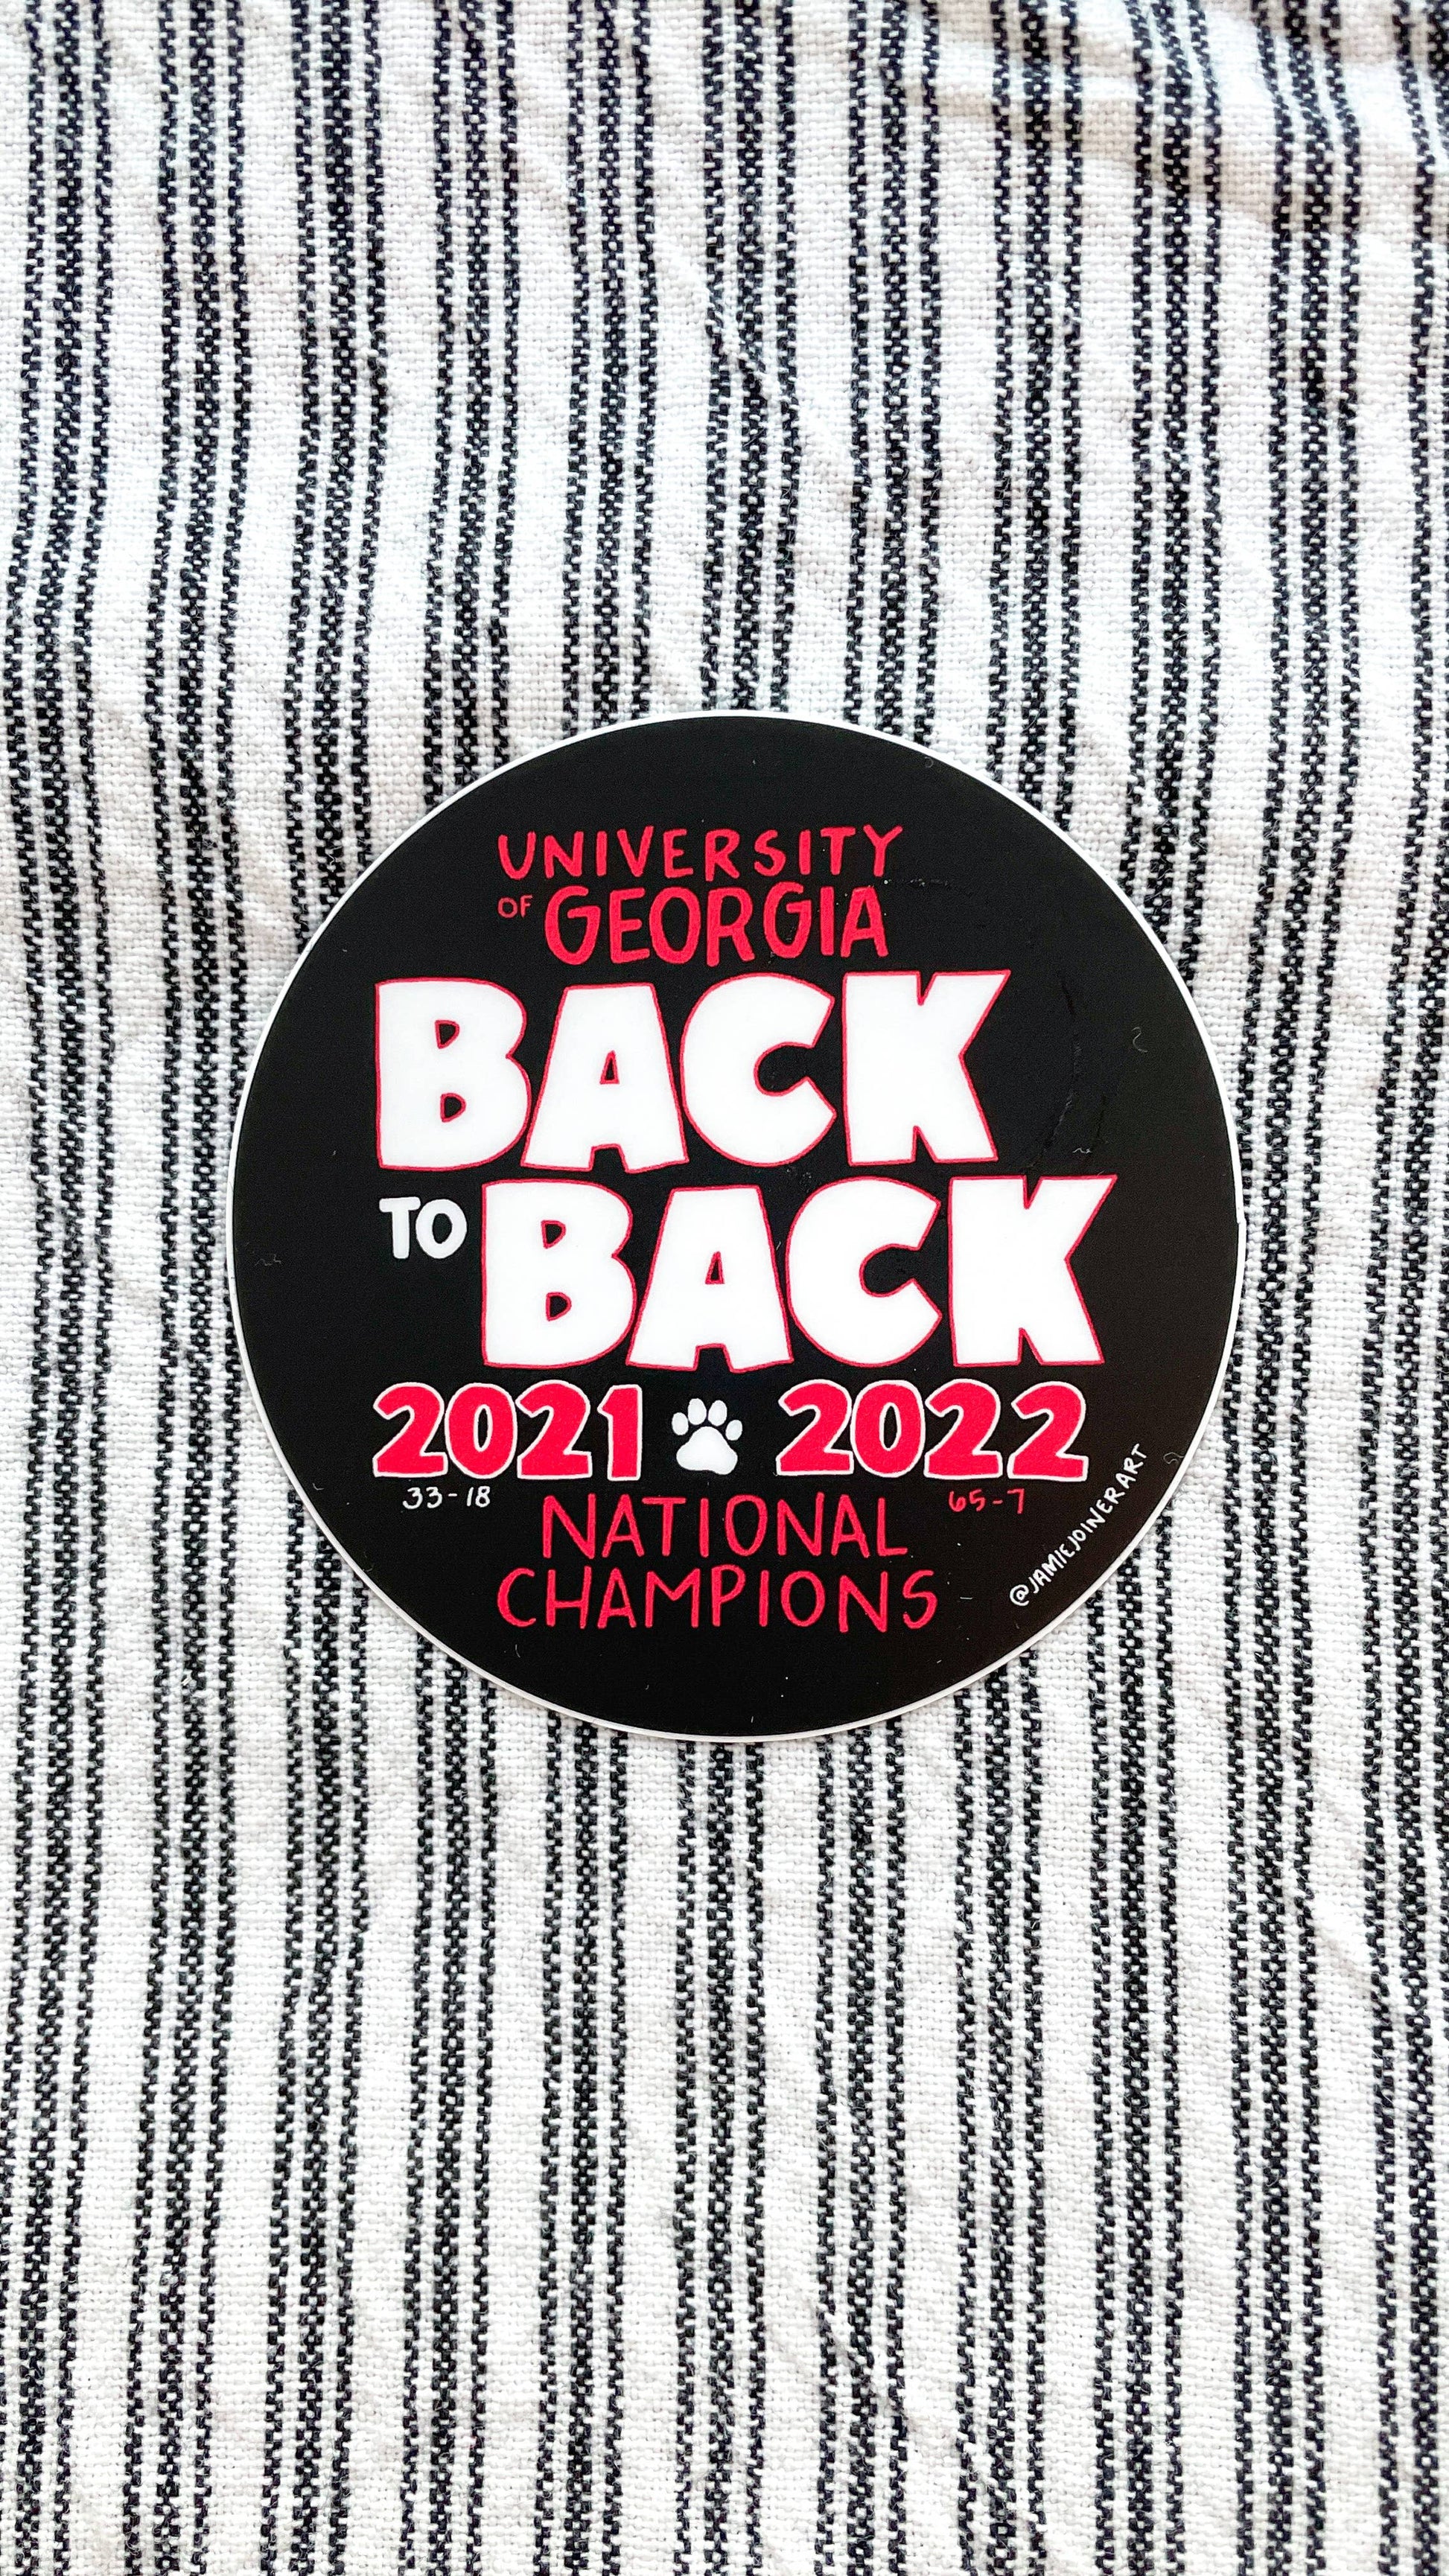 UNIVERSITY
OF GEORGIA
BACK
TO BACK
2021 2022
33-18 65-7
NATIONAL
CHAMPIONS
@JAMIEJOINERART